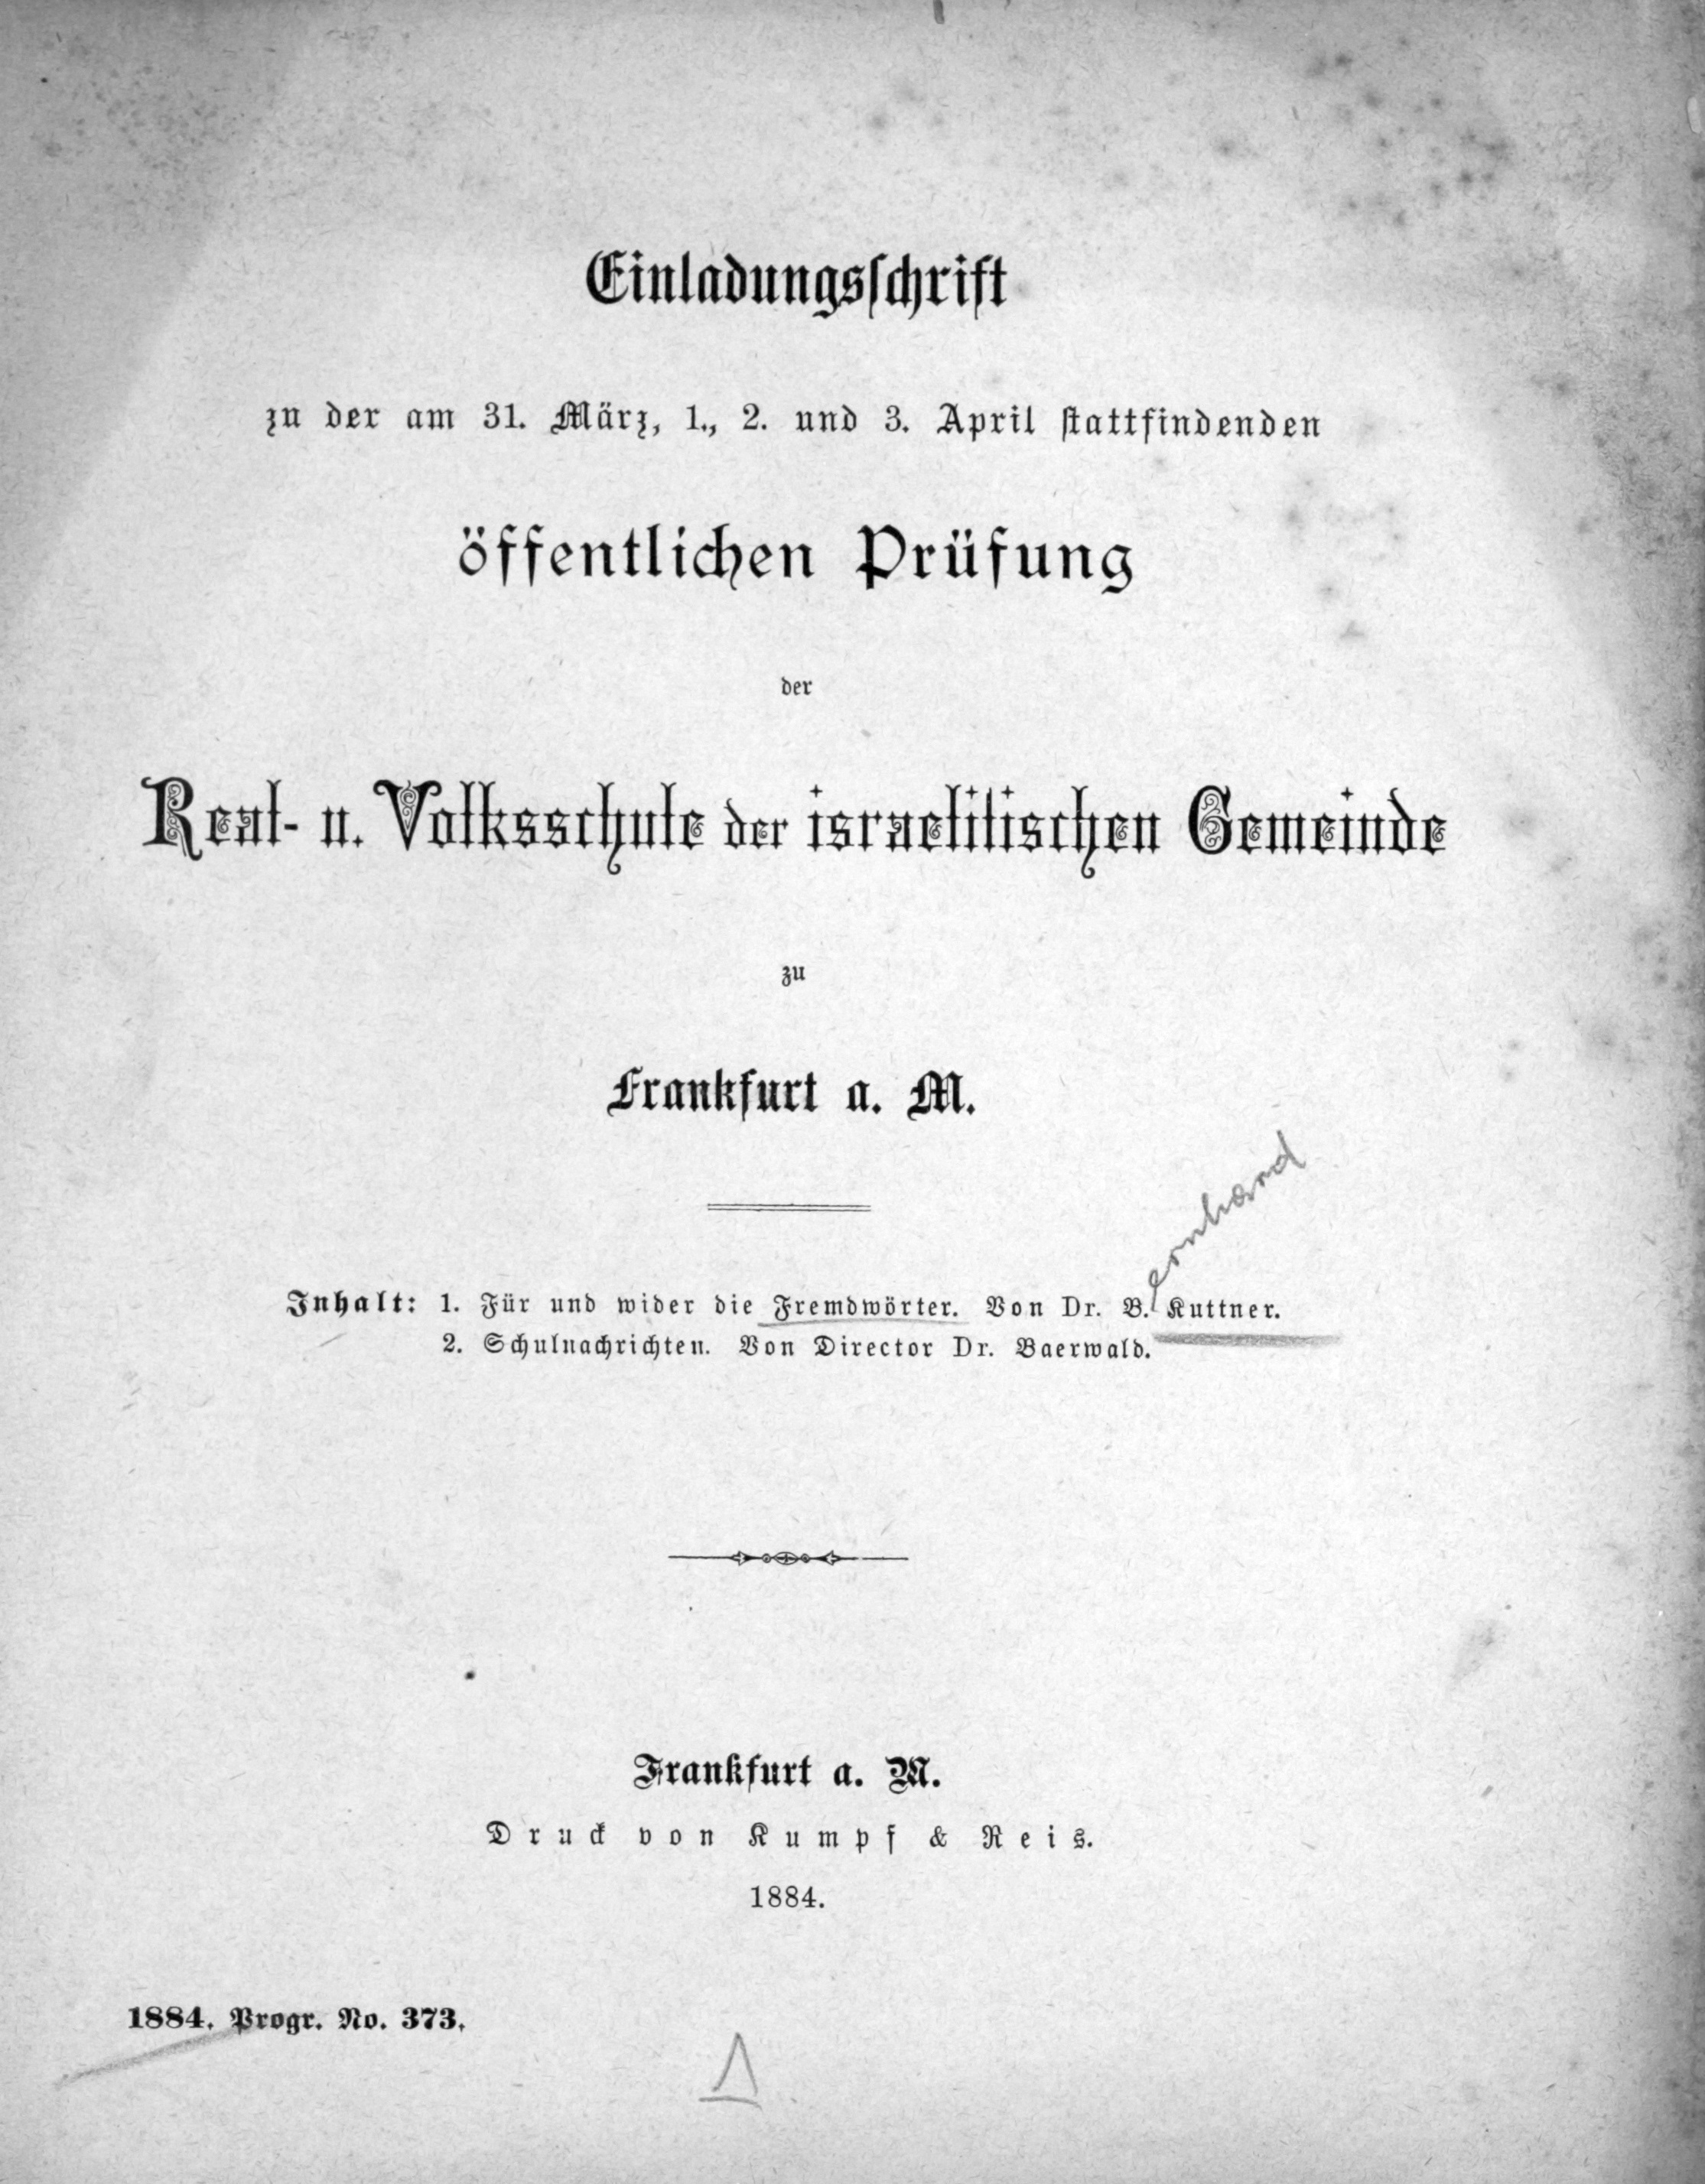 Einladungsschrift
zu der am 31. März, 1., 2. und 3. April stattfindenden
öffentlichen Prüfung
der
Real- u. Volksschule der israelitischen Gemeinde
zu
Frankfurt a. M.
ernhard
Inhalt: 1. Für und wider die Fremdwörter. Von Dr. B. Kuttner.
2. Schulnachrichten. Von Director Dr. Baerwald.
Frankfurt a. M.
Druck von Kumpf & Reis.
1884.
1884. Progr. No. 373.